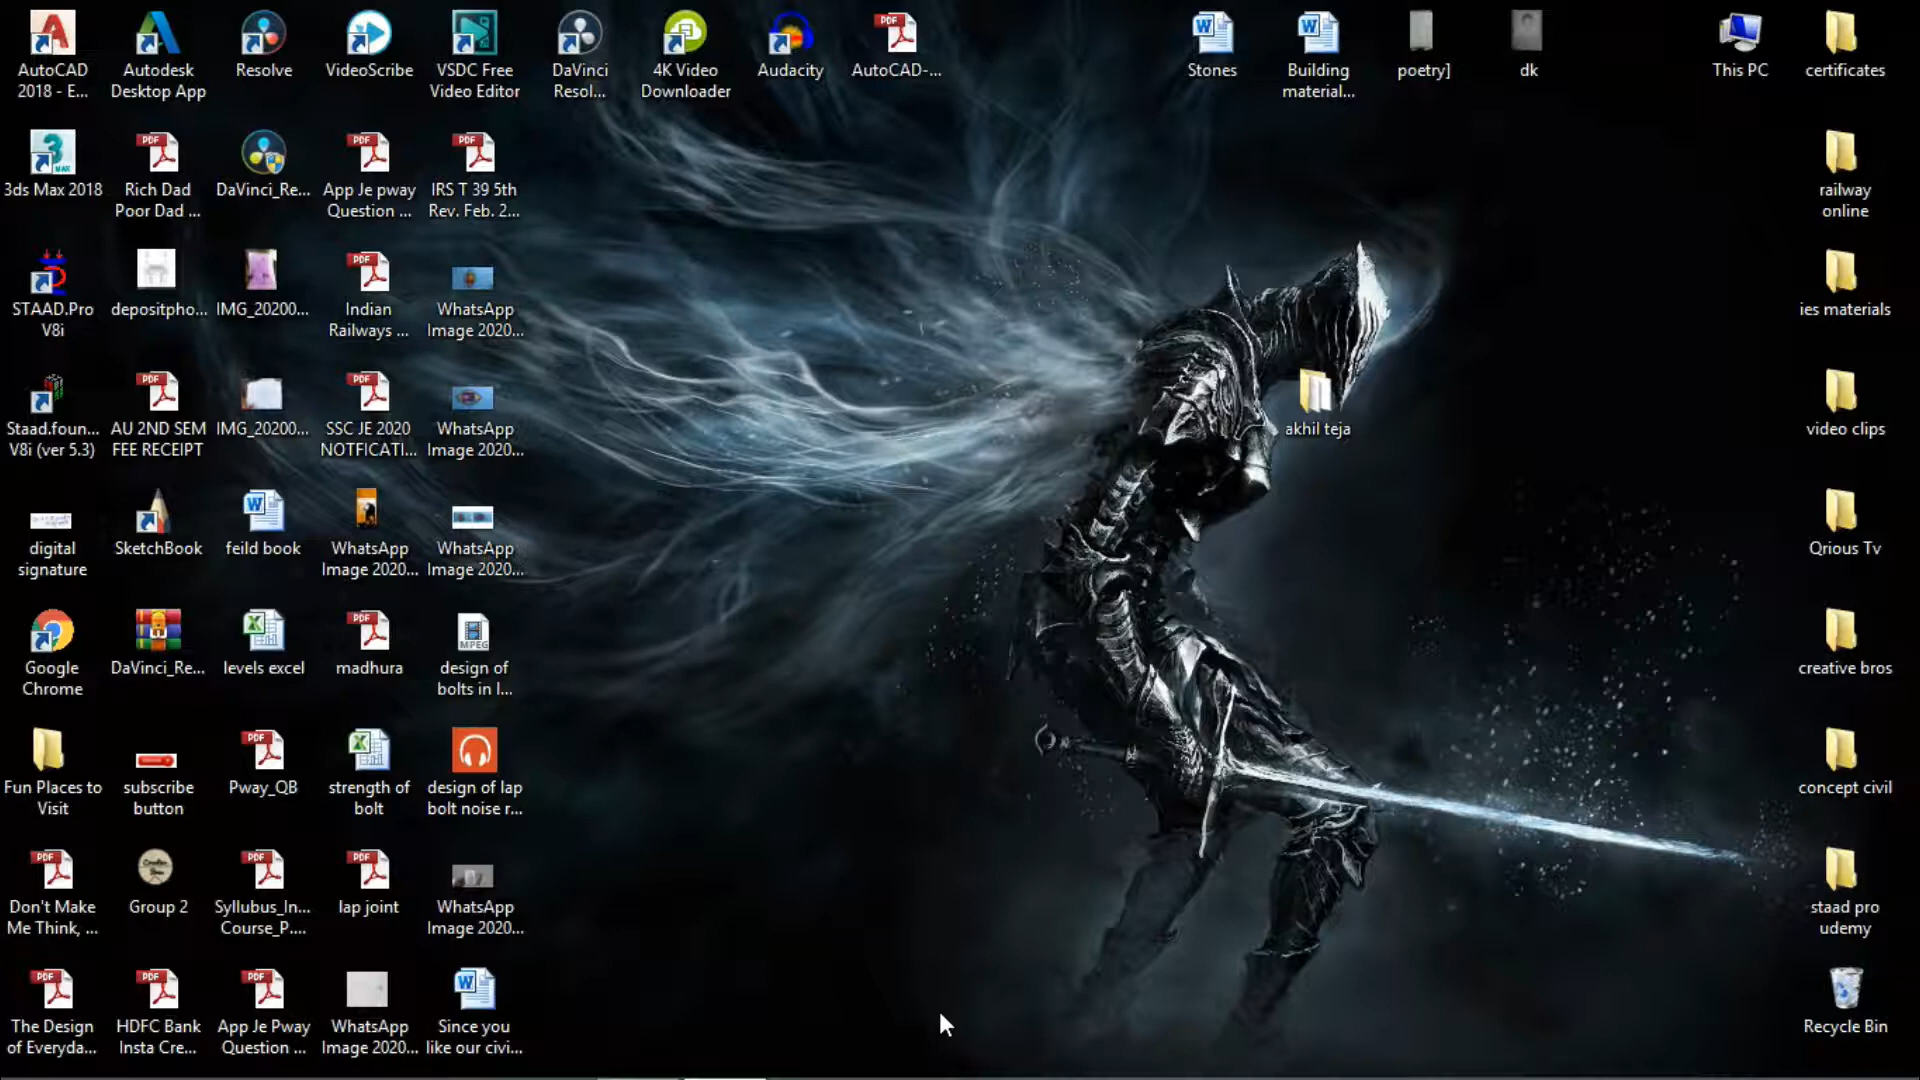 AutoCAD
2018 - E...
Autodesk
Desktop App
Resolve
VideoScribe
VSDC Free
Video Editor
DaVinci
Resol...
4K Video
Downloader
Audacity
AutoCAD-...
Stones
Building
material...
poetry]
dk
This PC
certificates
3ds Max 2018
Rich Dad
Poor Dad ...
DaVinci_Re...
App Je pway
Question ...
IRS T 39 5th
Rev. Feb. 2...
railway
online
STAAD.Pro
V8i
depositpho...
IMG_20200...
Indian
Railways ...
WhatsApp
Image 2020...
ies materials
Staad.foun...
V8i (ver 5.3)
AU 2ND SEM
FEE RECEIPT
IMG_20200...
SSC JE 2020
NOTFICATI...
WhatsApp
Image 2020...
akhil teja
video clips
digital
signature
SketchBook
feild book
WhatsApp
Image 2020...
WhatsApp
Image 2020...
Qrious Tv
Google
Chrome
DaVinci_Re...
levels excel
madhura
MPEG
design of
bolts in l...
creative bros
Fun Places to
Visit
subscribe
button
Pway_QB
strength of
bolt
design of lap
bolt noise r...
concept civil
Don't Make
Me Think, ...
Group 2
Syllubus_In...
Course_P....
lap joint
WhatsApp
Image 2020...
staad pro
udemy
The Design
of Everyda...
HDFC Bank
Insta Cre...
App Je Pway
Question ...
WhatsApp
Image 2020...
Since you
like our civi...
Recycle Bin